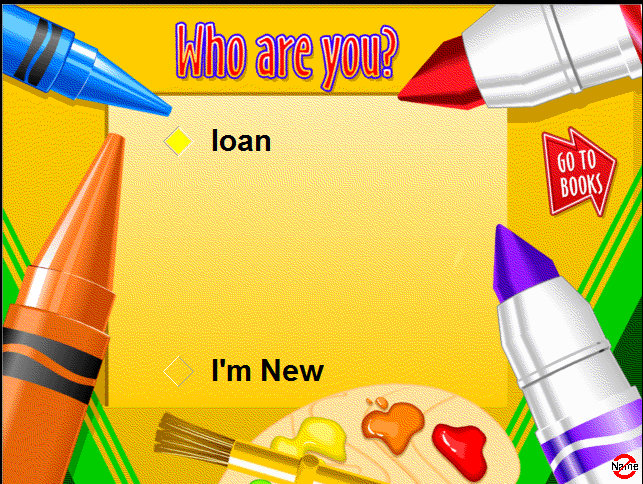 Who are you?
Ioan
GO TO
BOOKS
I'm New
Name